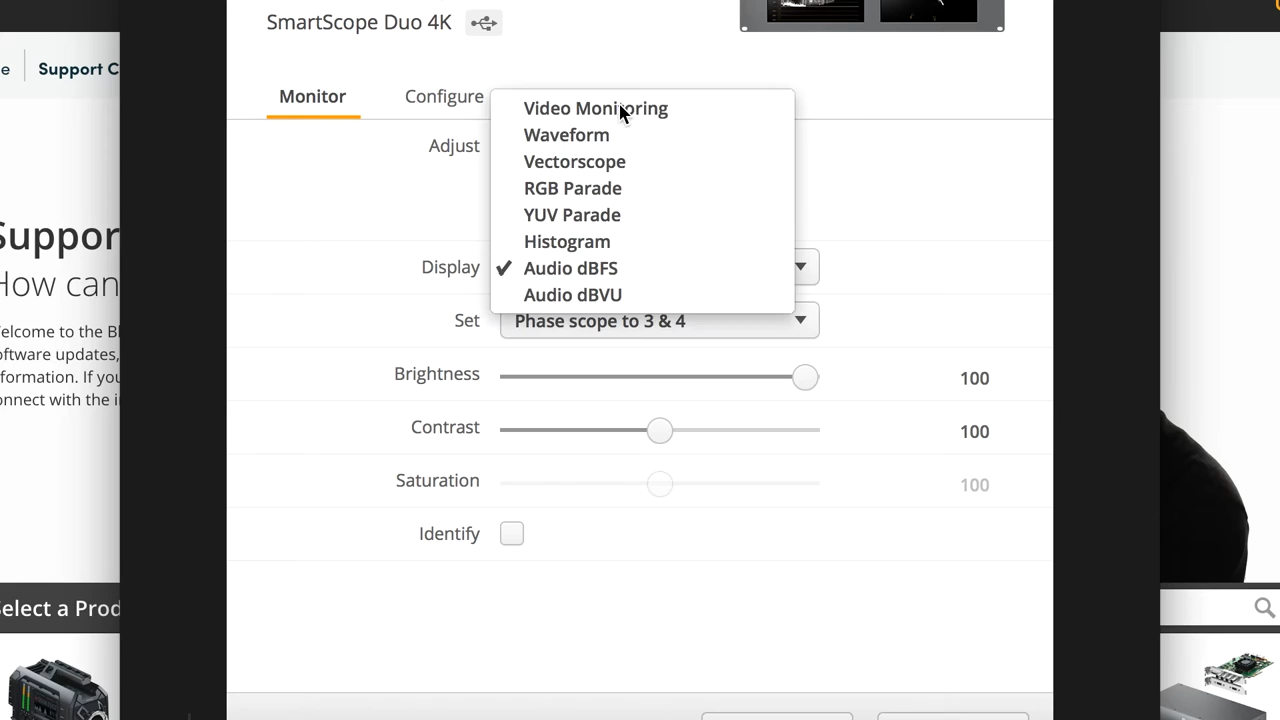 SmartScope Duo 4K
e
Support C
Monitor
Configure
Video Monitoring
Adjust
Waveform
Vectorscope
RGB Parade
YUV Parade
Histogram
Display
✔ Audio dBFS
Audio dBVU
Set
Phase scope to 3 & 4
Brightness
100
Contrast
100
Saturation
100
Identify
Suppor
How can
elcome to the Bl
oftware updates,
formation. If you
onnect with the i
elect a Prod